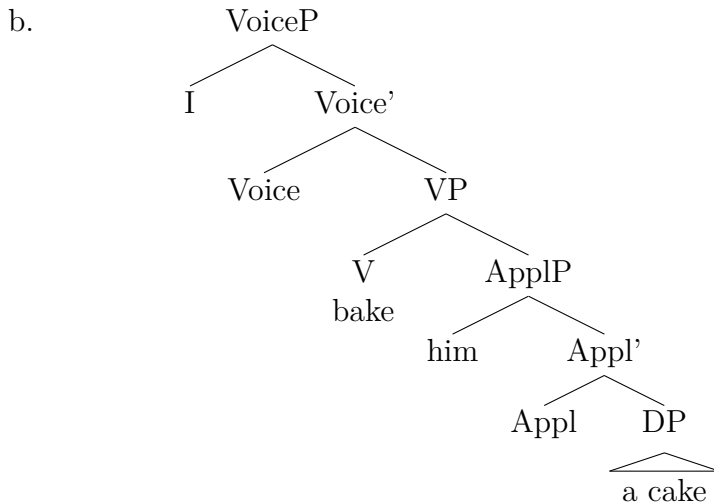 b. VoiceP
I Voice’
Voice VP
V ApplP
bake
him Appl’
Appl DP
a cake